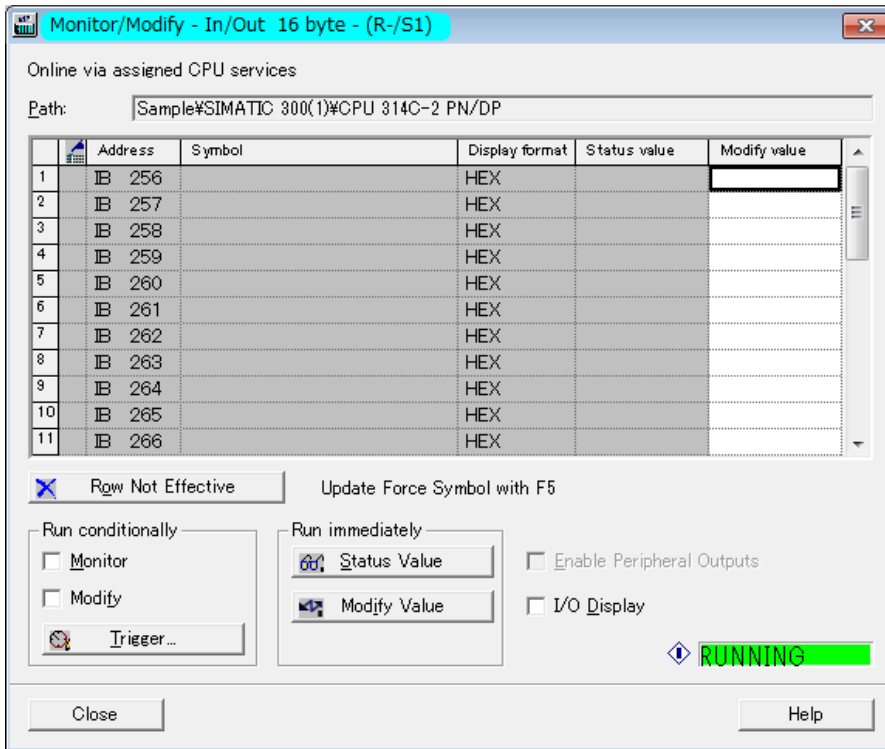 Monitor/Modify - In/Out 16 byte - (R-/S1)
Online via assigned CPU services
Path: Sample¥SIMATIC 300(1)¥CPU 314C-2 PN/DP
Address Symbol Display format Status value Modify value
1 IB 256 HEX
2 IB 257 HEX
3 IB 258 HEX
4 IB 259 HEX
5 IB 260 HEX
6 IB 261 HEX
7 IB 262 HEX
8 IB 263 HEX
9 IB 264 HEX
10 IB 265 HEX
11 IB 266 HEX
Row Not Effective Update Force Symbol with F5
Run conditionally Run immediately
Monitor Status Value Enable Peripheral Outputs
Modify Modify Value I/O Display
Trigger...
RUNNING
Close Help